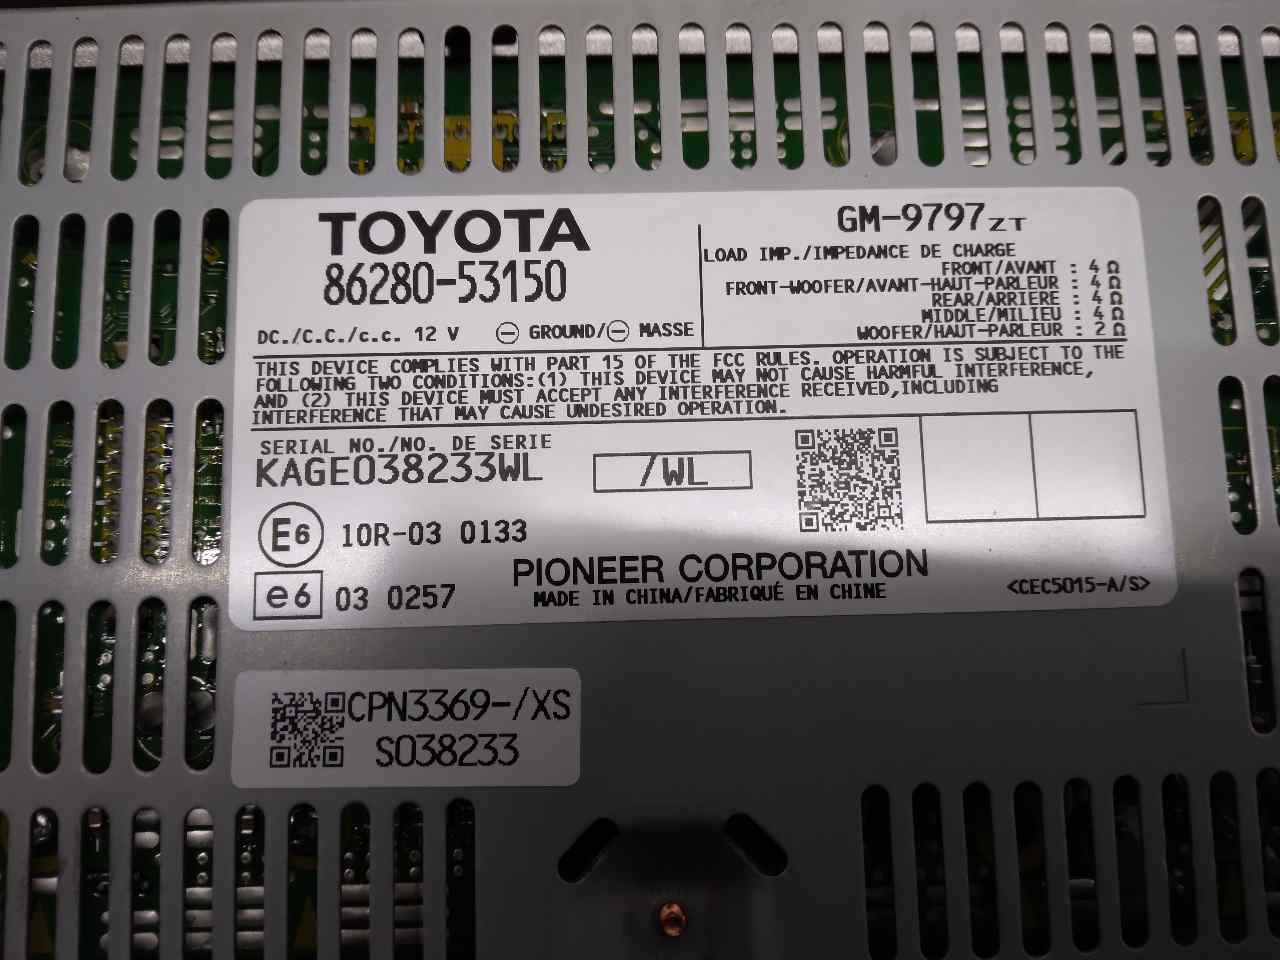 TOYOTA
86280-53150
DC./C.C./c.c. 12 V ⊖ GROUND/⊖ MASSE
GM-9797ZT
LOAD IMP./IMPEDANCE DE CHARGE
FRONT/AVANT : 4 Ω
FRONT-WOOFER/AVANT-HAUT-PARLEUR : 4 Ω
REAR/ARRIERE : 4 Ω
MIDDLE/MILIEU : 4 Ω
WOOFER/HAUT-PARLEUR : 2 Ω
THIS DEVICE COMPLIES WITH PART 15 OF THE FCC RULES. OPERATION IS SUBJECT TO THE
FOLLOWING TWO CONDITIONS:(1) THIS DEVICE MAY NOT CAUSE HARMFUL INTERFERENCE,
AND (2) THIS DEVICE MUST ACCEPT ANY INTERFERENCE RECEIVED,INCLUDING
INTERFERENCE THAT MAY CAUSE UNDESIRED OPERATION.
SERIAL NO./NO. DE SERIE
KAGE038233WL /WL
E6 10R-03 0133
e6 03 0257
PIONEER CORPORATION
MADE IN CHINA/FABRIQUÉ EN CHINE
<CEC5015-A/S>
CPN3369-/XS
S038233